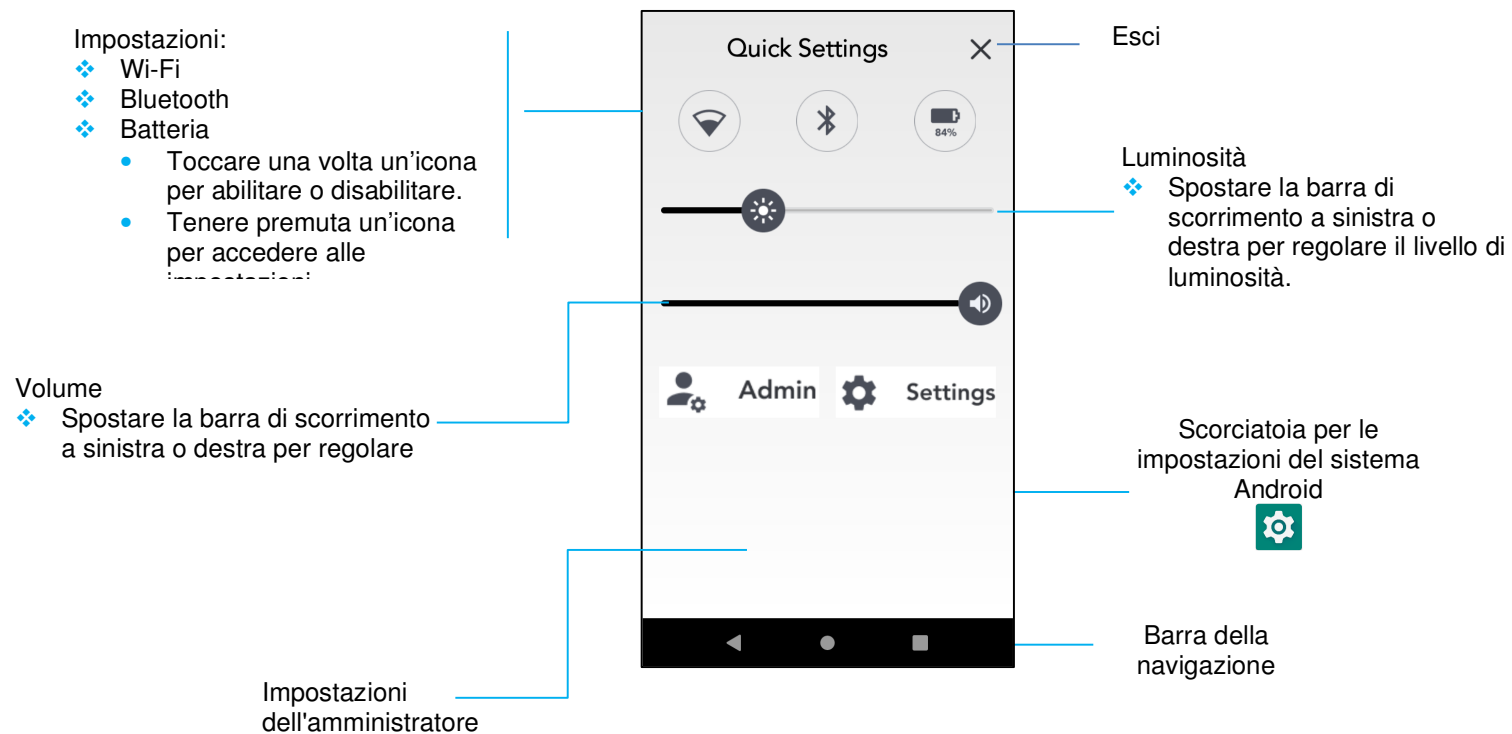 Impostazioni:
Wi-Fi
Bluetooth
Batteria
Toccare una volta un'icona
per abilitare o disabilitare.
Tenere premuta un'icona
per accedere alle
impostazioni
Volume
Spostare la barra di scorrimento
a sinistra o destra per regolare
Impostazioni
dell'amministratore
Quick Settings
84%
Admin
Settings
Esci
Luminosità
Spostare la barra di
scorrimento a sinistra o
destra per regolare il livello di
luminosità.
Scorciatoia per le
impostazioni del sistema
Android
Barra della
navigazione